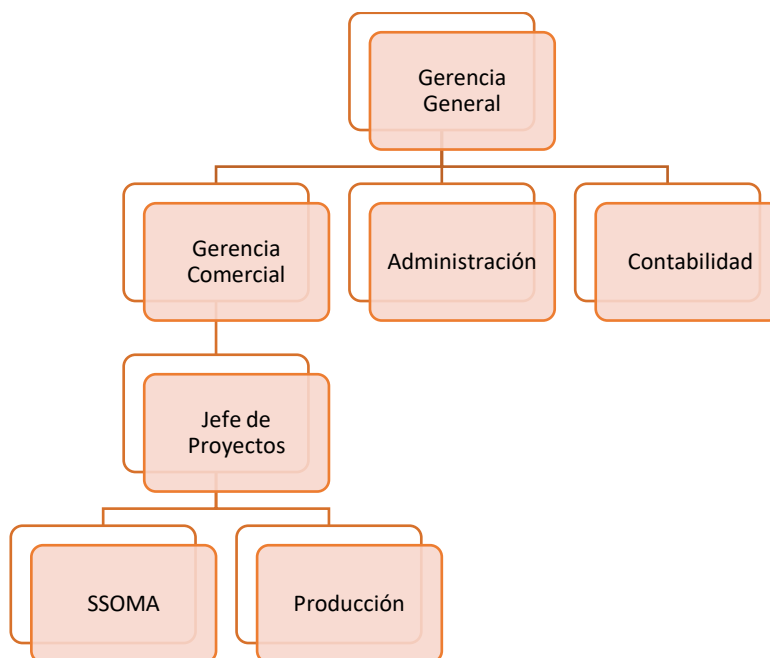 Gerencia
General
Gerencia
Comercial
Administración
Contabilidad
Jefe de
Proyectos
SSOMA
Producción